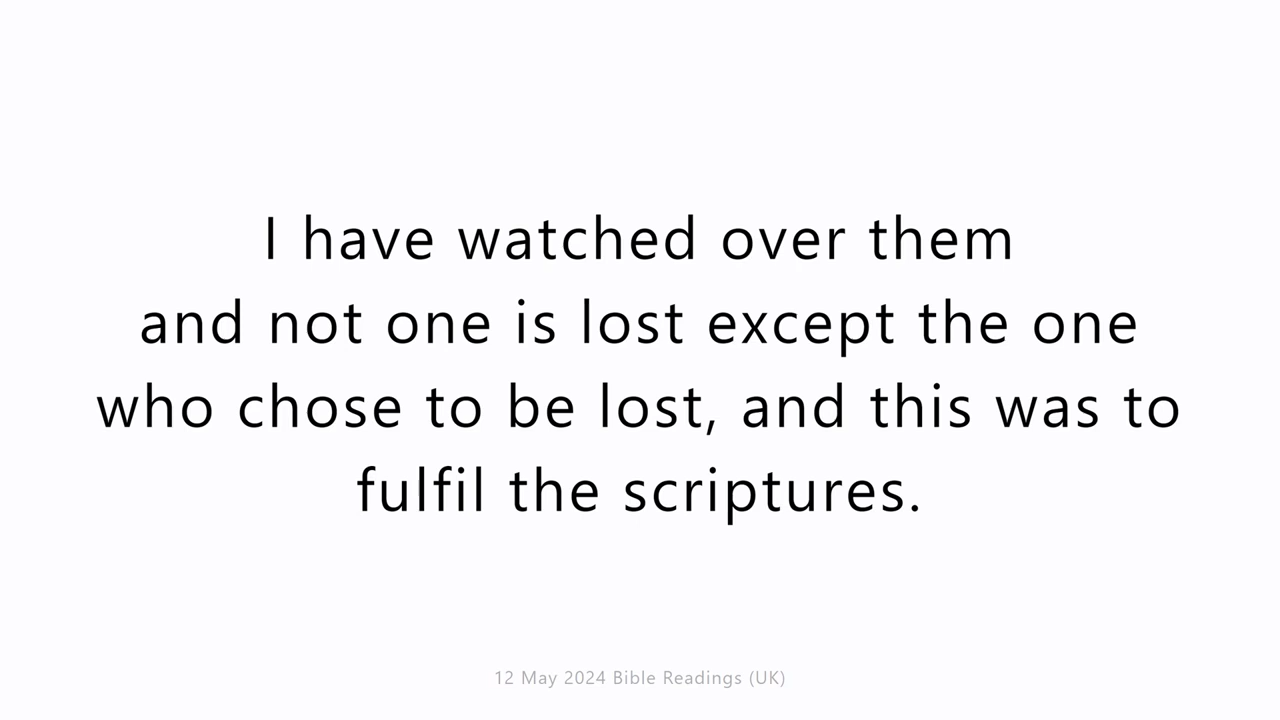 I have watched over them
and not one is lost except the one
who chose to be lost, and this was to
fulfil the scriptures.
12 May 2024 Bible Readings (UK)